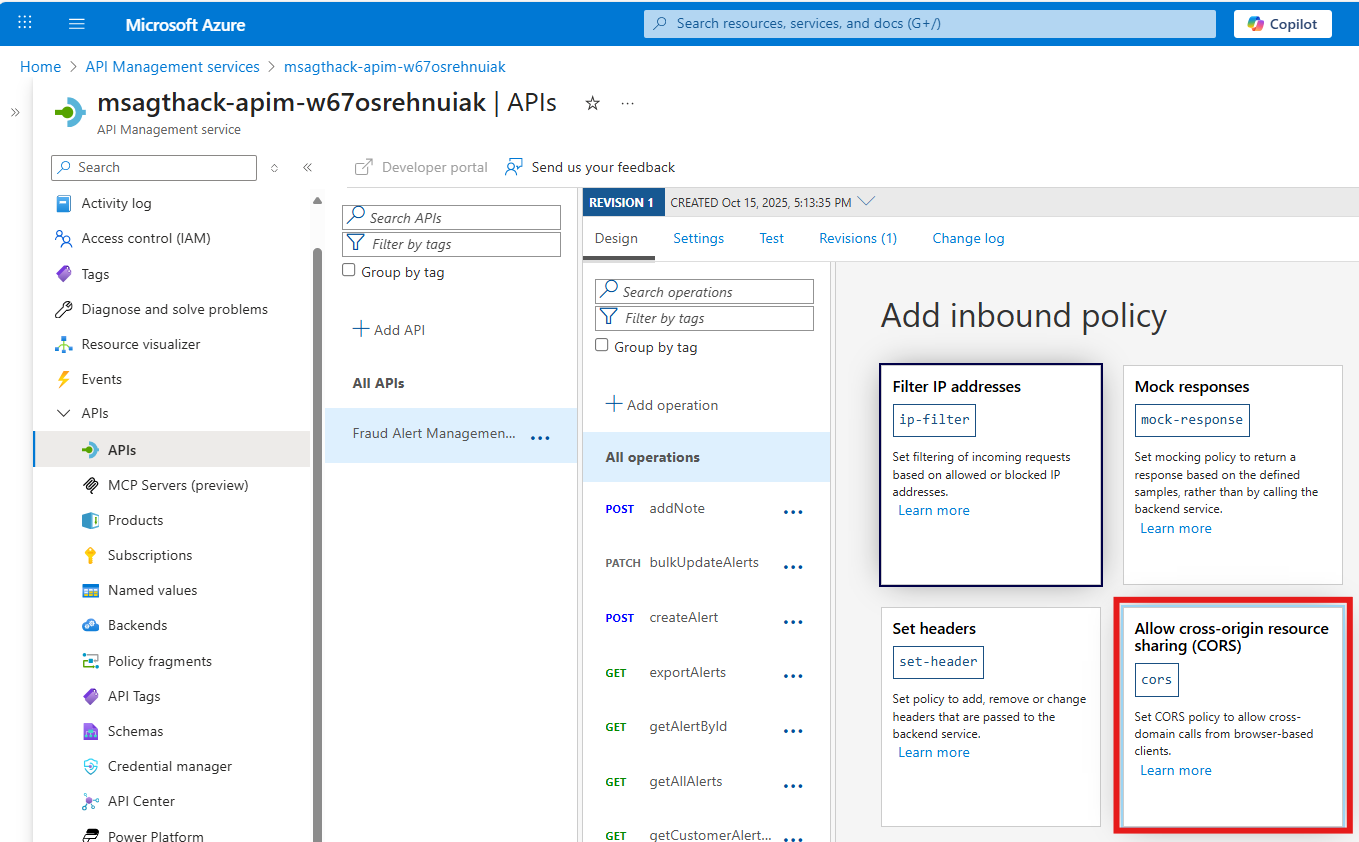 Microsoft Azure
Search resources, services, and docs (G+/)
Copilot
Home > API Management services > msagthack-apim-w67osrehnuiak
msagthack-apim-w67osrehnuiak | APIs
API Management service
Search
Developer portal
Send us your feedback
Activity log
Access control (IAM)
Tags
Diagnose and solve problems
Resource visualizer
Events
APIs
APIs
MCP Servers (preview)
Products
Subscriptions
Named values
Backends
Policy fragments
API Tags
Schemas
Credential manager
API Center
Power Platform
Search APIs
Filter by tags
Group by tag
Add API
All APIs
Fraud Alert Managemen...
REVISION 1
CREATED Oct 15, 2025, 5:13:35 PM
Design
Settings
Test
Revisions (1)
Change log
Search operations
Filter by tags
Group by tag
Add operation
All operations
POST addNote
PATCH bulkUpdateAlerts
POST createAlert
GET exportAlerts
GET getAlertById
GET getAllAlerts
GET getCustomerAlert...
Add inbound policy
Filter IP addresses
ip-filter
Set filtering of incoming requests
based on allowed or blocked IP
addresses.
Learn more
Mock responses
mock-response
Set mocking policy to return a
response based on the defined
samples, rather than by calling the
backend service.
Learn more
Set headers
set-header
Set policy to add, remove or change
headers that are passed to the
backend service.
Learn more
Allow cross-origin resource
sharing (CORS)
cors
Set CORS policy to allow cross-
domain calls from browser-based
clients.
Learn more